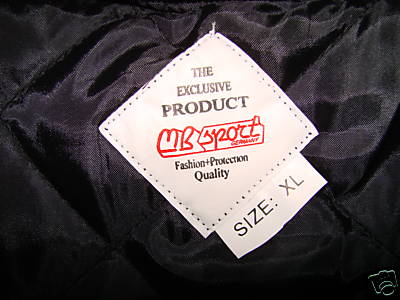 THE
EXCLUSIVE
PRODUCT
MB sport
GERMANY
Fashion+Protection
Quality
SIZE: XL